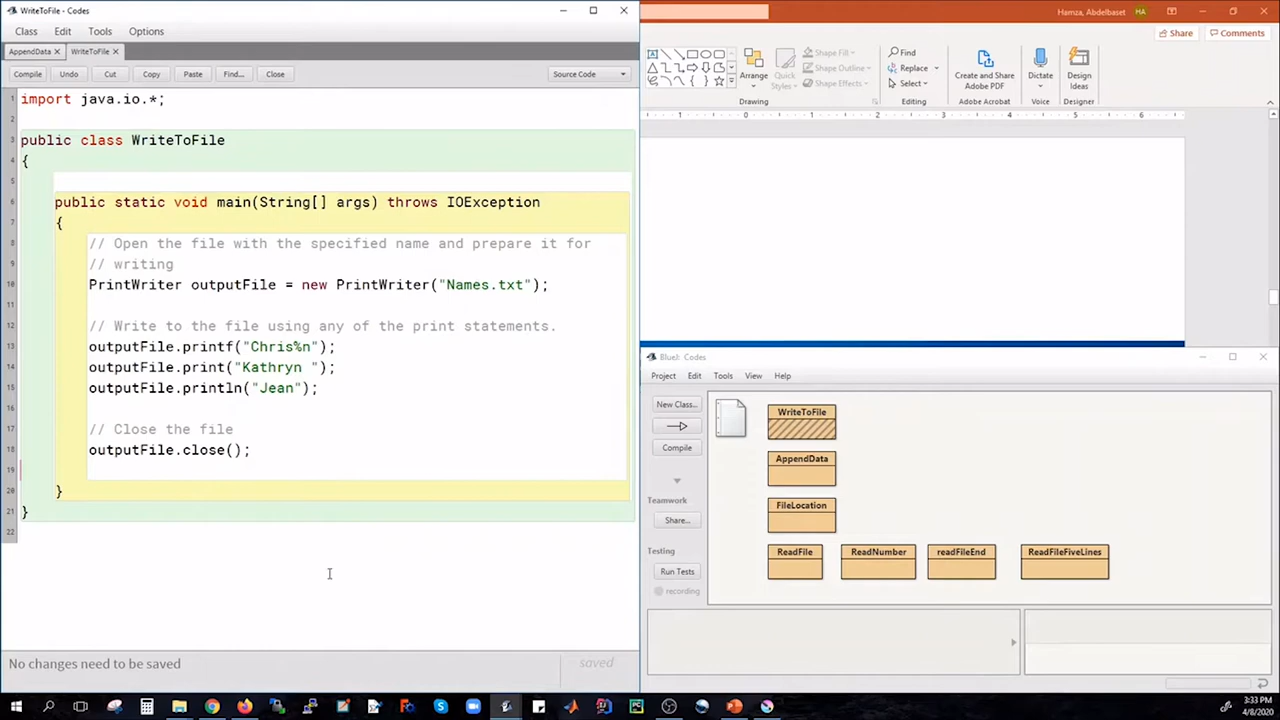 WriteToFile - Codes
Class Edit Tools Options
AppendData WriteToFile
Compile Undo Cut Copy Paste Find... Close Source Code
1 import java.io.*;
2
3 public class WriteToFile
4 {
5
6 public static void main(String[] args) throws IOException
7 {
8 // Open the file with the specified name and prepare it for
9 // writing
10 PrintWriter outputFile = new PrintWriter("Names.txt");
11
12 // Write to the file using any of the print statements.
13 outputFile.printf("Chris%n");
14 outputFile.print("Kathryn ");
15 outputFile.println("Jean");
16
17 // Close the file
18 outputFile.close();
19
20 }
21 }
22
No changes need to be saved saved
Hamza, Abdelbaset HA
Share Comments
Arrange Quick Styles Shape Fill Shape Outline Shape Effects Find Replace Select Create and Share Adobe PDF Dictate Design Ideas
Drawing Editing Adobe Acrobat Voice Designer
1 0 1 2 3 4 5 6
BlueJ: Codes
Project Edit Tools View Help
New Class...
Compile
Teamwork
Share...
Testing
Run Tests
recording
WriteToFile
AppendData
FileLocation
ReadFile ReadNumber readFileEnd ReadFileFiveLines
3:33 PM
4/8/2020